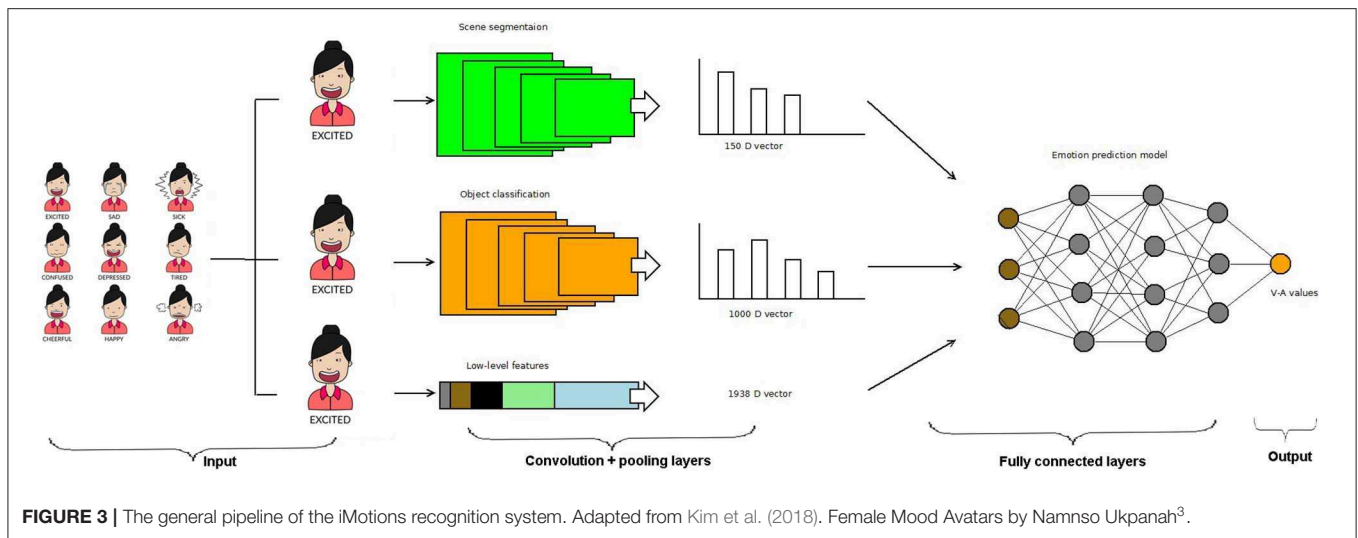 Scene segmentaion
EXCITED
150 D vector
Emotion prediction model
EXCITED SAD SICK
Object classification
CONFUSED DEPRESSED TIRED
EXCITED
V-A values
1000 D vector
CHEERFUL HAPPY ANGRY
Low-level features
1938 D vector
EXCITED
Input
Convolution + pooling layers
Fully connected layers
Output
FIGURE 3 | The general pipeline of the iMotions recognition system. Adapted from Kim et al. (2018). Female Mood Avatars by Namnso Ukpanah3.